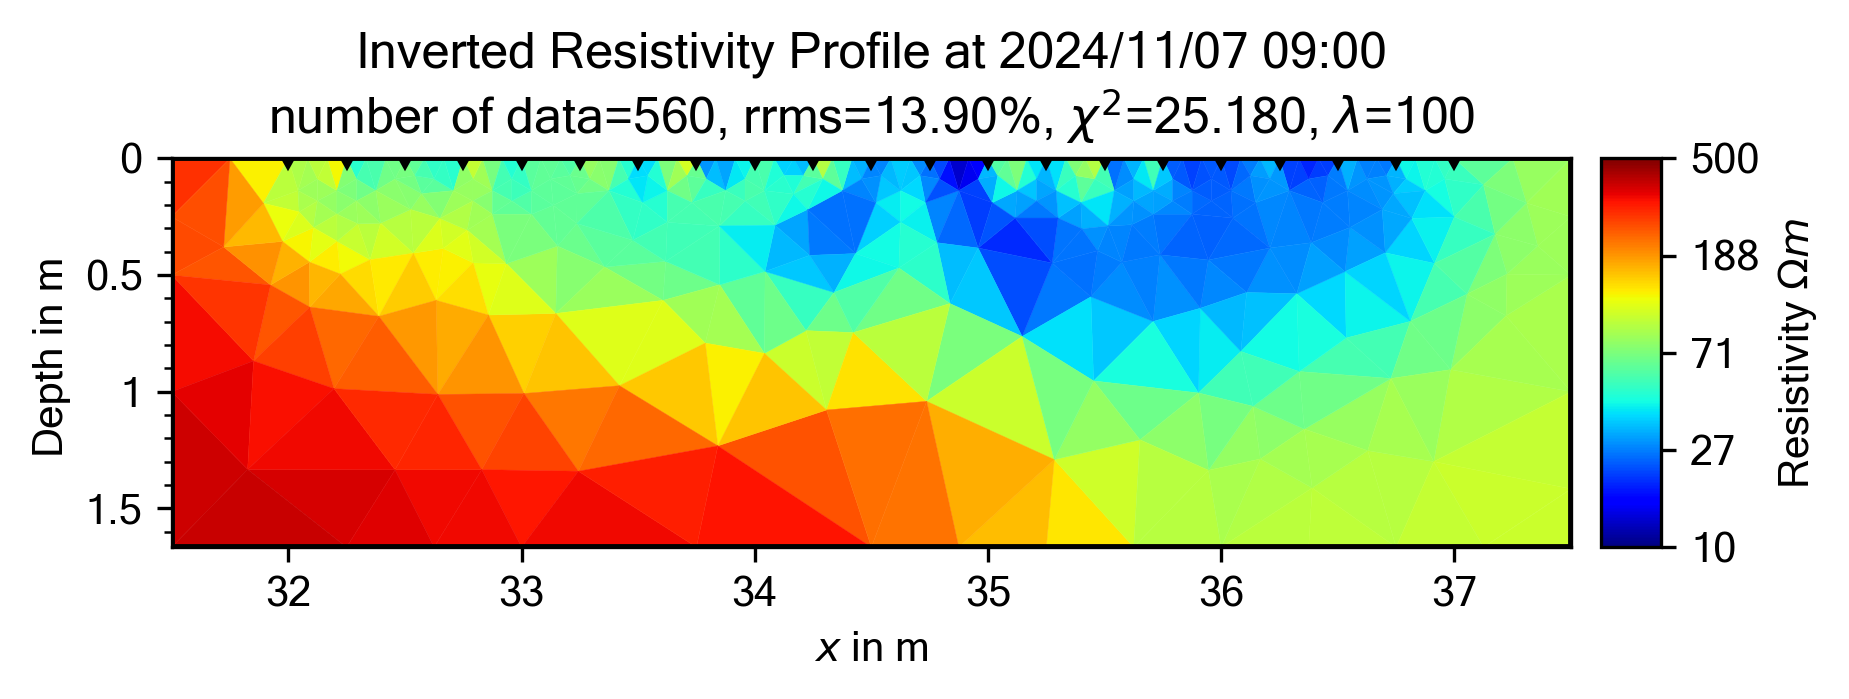 Inverted Resistivity Profile at 2024/11/07 09:00
number of data=560, rrms=13.90%, χ²=25.180, λ=100
0
0.5
1
1.5
Depth in m
32 33 34 35 36 37
x in m
500
188
71
27
10
Resistivity Ωm